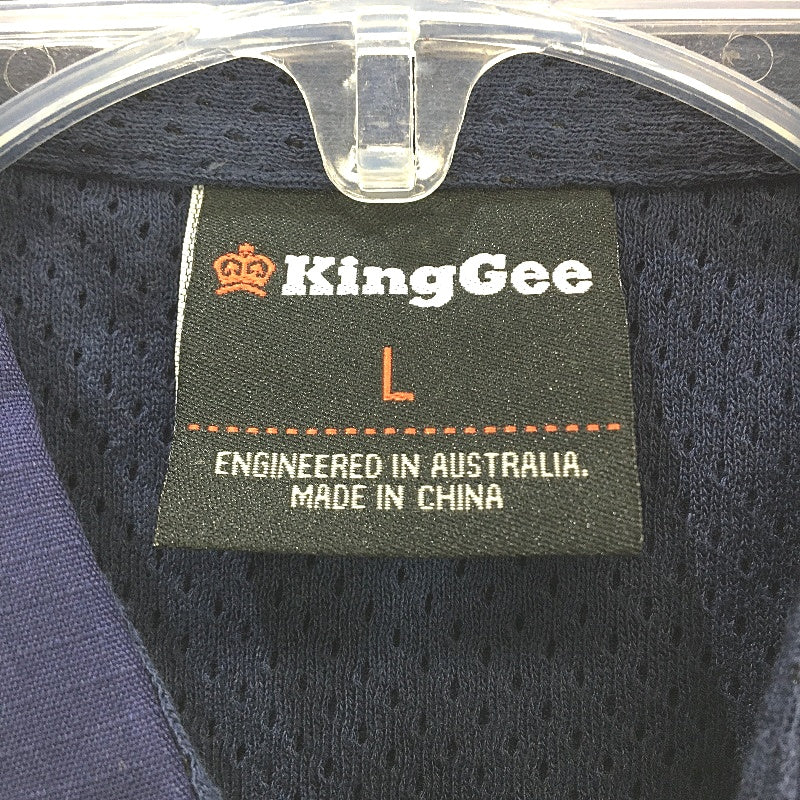 KingGee
L
ENGINEERED IN AUSTRALIA.
MADE IN CHINA